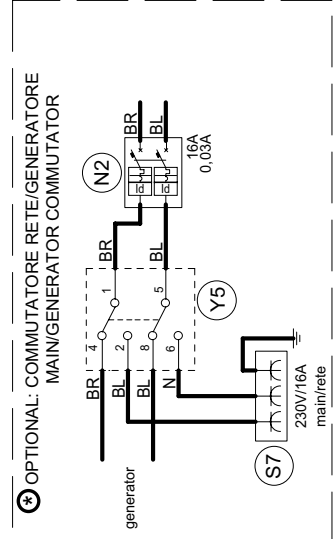 * OPTIONAL: COMMUTATORE RETE/GENERATORE
MAIN/GENERATOR COMMUTATOR
N2
BR
BL
Id
Id
16A
0,03A
BR
BL
1
5
Y5
4
2
8
6
BR
BL
BL
N
generator
S7
230V/16A
main/rete